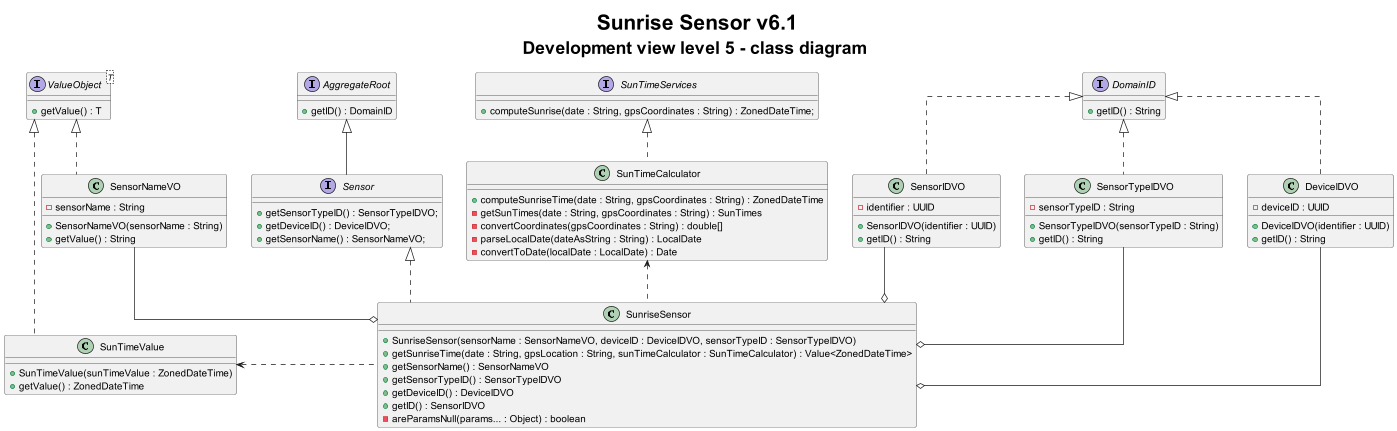 Sunrise Sensor v6.1
Development view level 5 - class diagram
I ValueObject T
getValue() : T
I AggregateRoot
getID() : DomainID
I SunTimeServices
computeSunrise(date : String, gpsCoordinates : String) : ZonedDateTime;
I DomainID
getID() : String
C SensorNameVO
sensorName : String
SensorNameVO(sensorName : String)
getValue() : String
I Sensor
getSensorTypeID() : SensorTypeIDVO;
getDeviceID() : DeviceIDVO;
getSensorName() : SensorNameVO;
C SunTimeCalculator
computeSunriseTime(date : String, gpsCoordinates : String) : ZonedDateTime
getSunTimes(date : String, gpsCoordinates : String) : SunTimes
convertCoordinates(gpsCoordinates : String) : double[]
parseLocalDate(dateAsString : String) : LocalDate
convertToDate(localDate : LocalDate) : Date
C SensorIDVO
identifier : UUID
SensorIDVO(identifier : UUID)
getID() : String
C SensorTypeIDVO
sensorTypeID : String
SensorTypeIDVO(sensorTypeID : String)
getID() : String
C DeviceIDVO
deviceID : UUID
DeviceIDVO(identifier : UUID)
getID() : String
C SunTimeValue
SunTimeValue(sunTimeValue : ZonedDateTime)
getValue() : ZonedDateTime
C SunriseSensor
SunriseSensor(sensorName : SensorNameVO, deviceID : DeviceIDVO, sensorTypeID : SensorTypeIDVO)
getSunriseTime(date : String, gpsLocation : String, sunTimeCalculator : SunTimeCalculator) : Value<ZonedDateTime>
getSensorName() : SensorNameVO
getSensorTypeID() : SensorTypeIDVO
getDeviceID() : DeviceIDVO
getID() : SensorIDVO
areParamsNull(params... : Object) : boolean